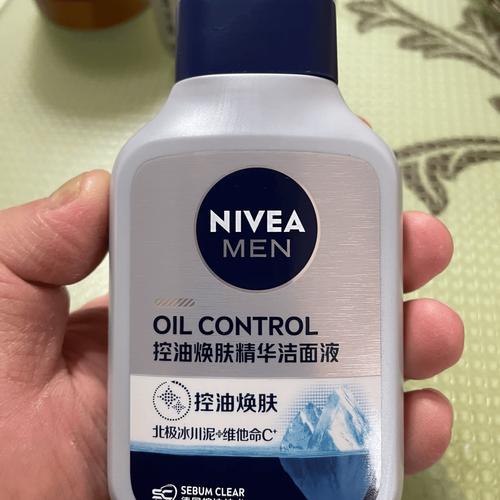 NIVEA
MEN
OIL CONTROL
控油焕肤精华洁面液
控油焕肤
北极冰川泥+维他命C⁺
SEBUM CLEAR